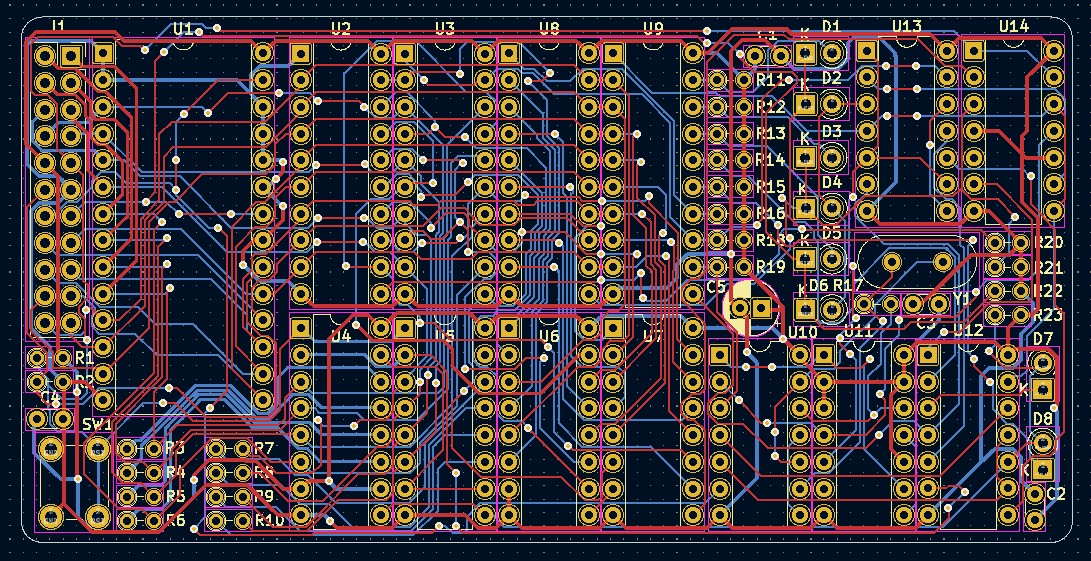 J1 U1 U2 U3 U8 U9 C1 K D1 U13 U14
R11 D2
R12 K
R13 D3
R14 K
R15 D4
R16 K
R18 K D5
R19 R20
R21
C5 K D6 R17 R22
C3 Y1 R23
U4 U5 U6 U7 U10 U11 U12
R1 D7
K
C4
SW1 D8
R3 R7
R4 R8 K
R5 R9 C2
R6 R10